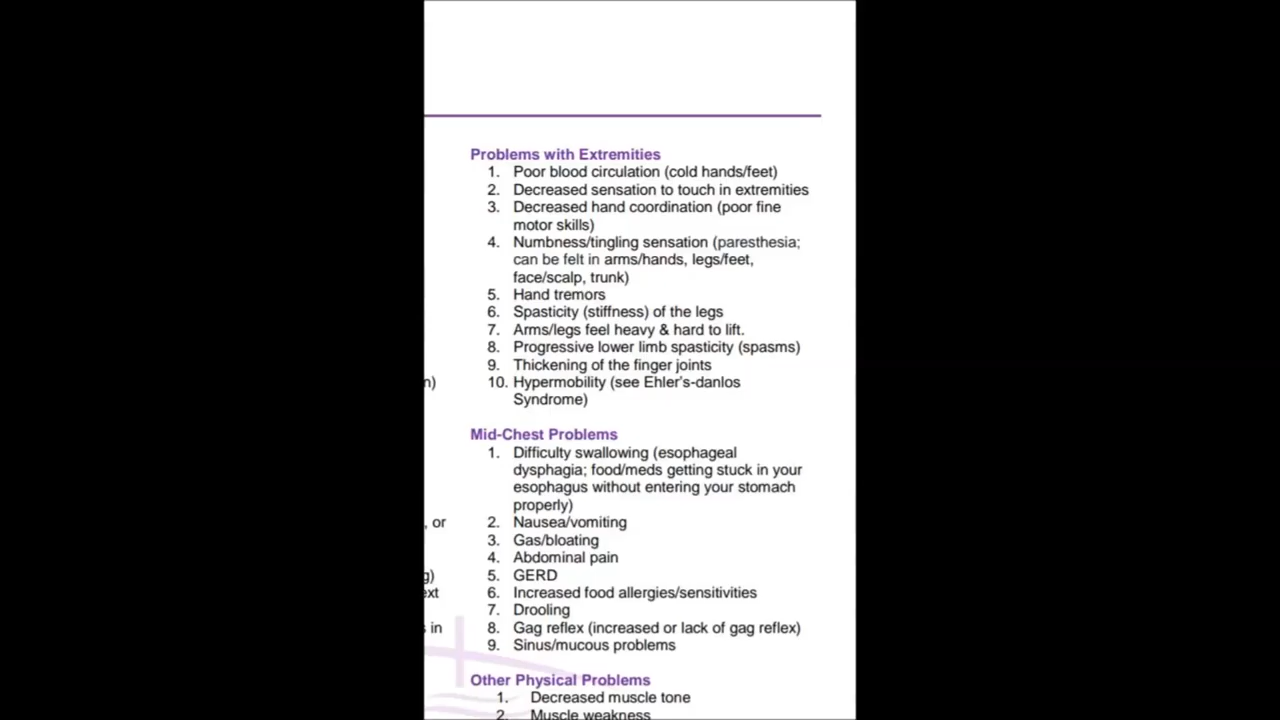 Problems with Extremities
1. Poor blood circulation (cold hands/feet)
2. Decreased sensation to touch in extremities
3. Decreased hand coordination (poor fine
motor skills)
4. Numbness/tingling sensation (paresthesia;
can be felt in arms/hands, legs/feet,
face/scalp, trunk)
5. Hand tremors
6. Spasticity (stiffness) of the legs
7. Arms/legs feel heavy & hard to lift.
8. Progressive lower limb spasticity (spasms)
9. Thickening of the finger joints
n)
10. Hypermobility (see Ehler's-danlos
Syndrome)
Mid-Chest Problems
1. Difficulty swallowing (esophageal
dysphagia; food/meds getting stuck in your
esophagus without entering your stomach
properly)
, or
2. Nausea/vomiting
3. Gas/bloating
4. Abdominal pain
g)
5. GERD
ext
6. Increased food allergies/sensitivities
7. Drooling
s in
8. Gag reflex (increased or lack of gag reflex)
9. Sinus/mucous problems
Other Physical Problems
1. Decreased muscle tone
2. Muscle weakness